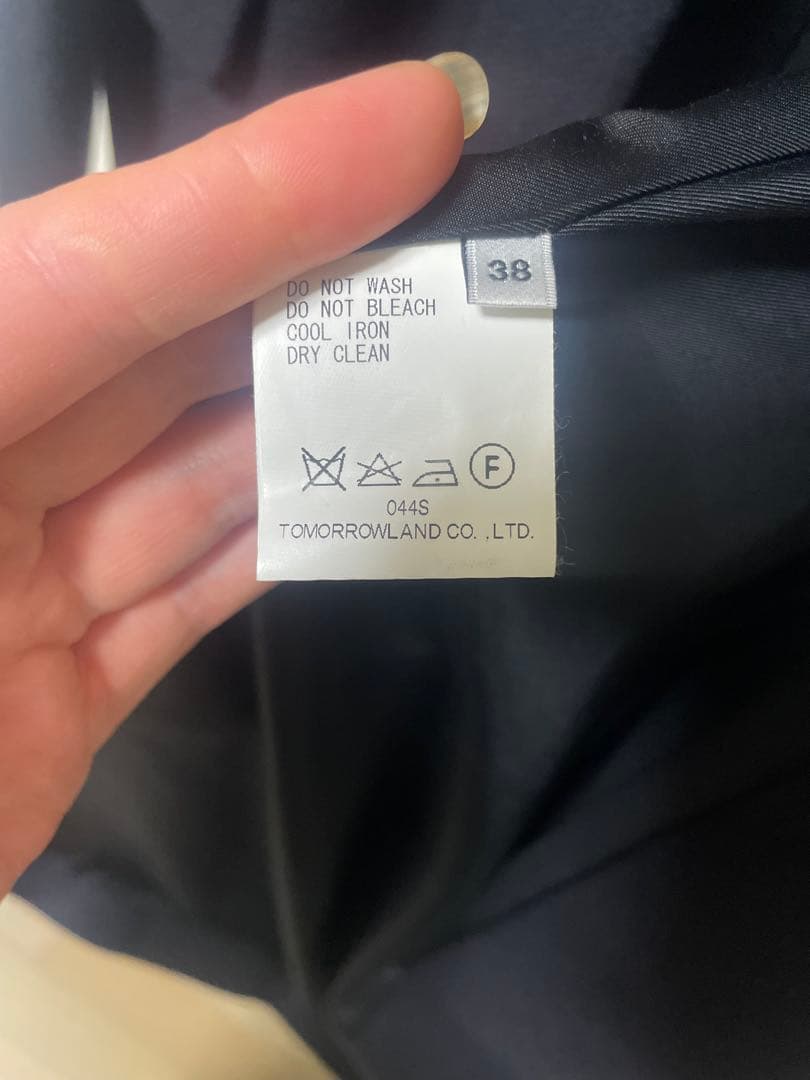 38
DO NOT WASH
DO NOT BLEACH
COOL IRON
DRY CLEAN
F
044S
TOMORROWLAND CO. ,LTD.